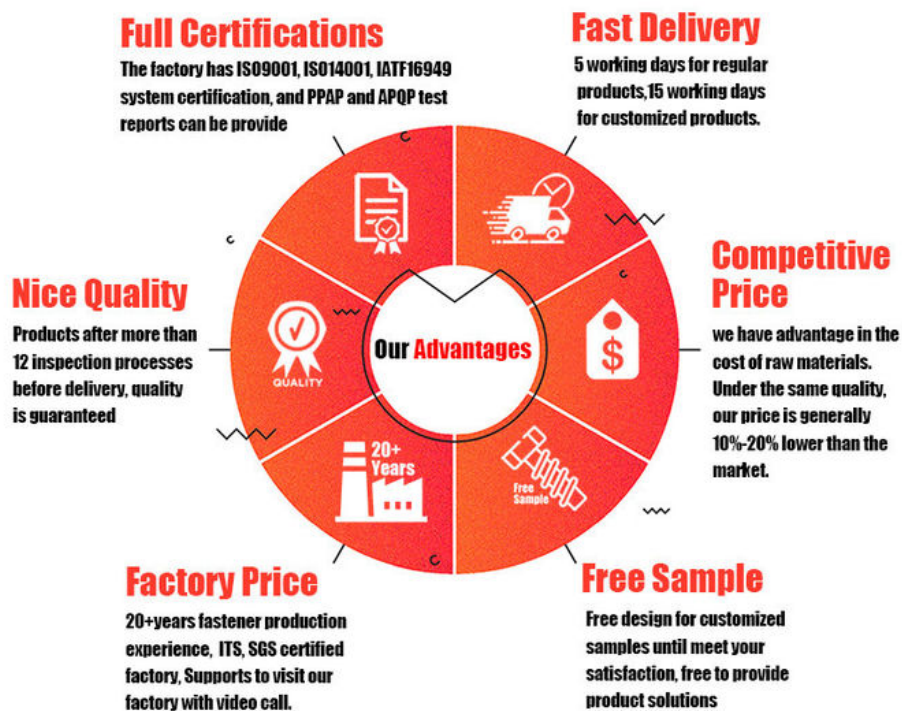 Full Certifications
The factory has ISO9001, ISO14001, IATF16949
system certification, and PPAP and APQP test
reports can be provide
Fast Delivery
5 working days for regular
products,15 working days
for customized products.
Nice Quality
Products after more than
12 inspection processes
before delivery, quality
is guaranteed
QUALITY
Our Advantages
$
Competitive
Price
we have advantage in the
cost of raw materials.
Under the same quality,
our price is generally
10%-20% lower than the
market.
20+
Years
Free
Sample
Factory Price
20+years fastener production
experience, ITS, SGS certified
factory, Supports to visit our
factory with video call.
Free Sample
Free design for customized
samples until meet your
satisfaction, free to provide
product solutions